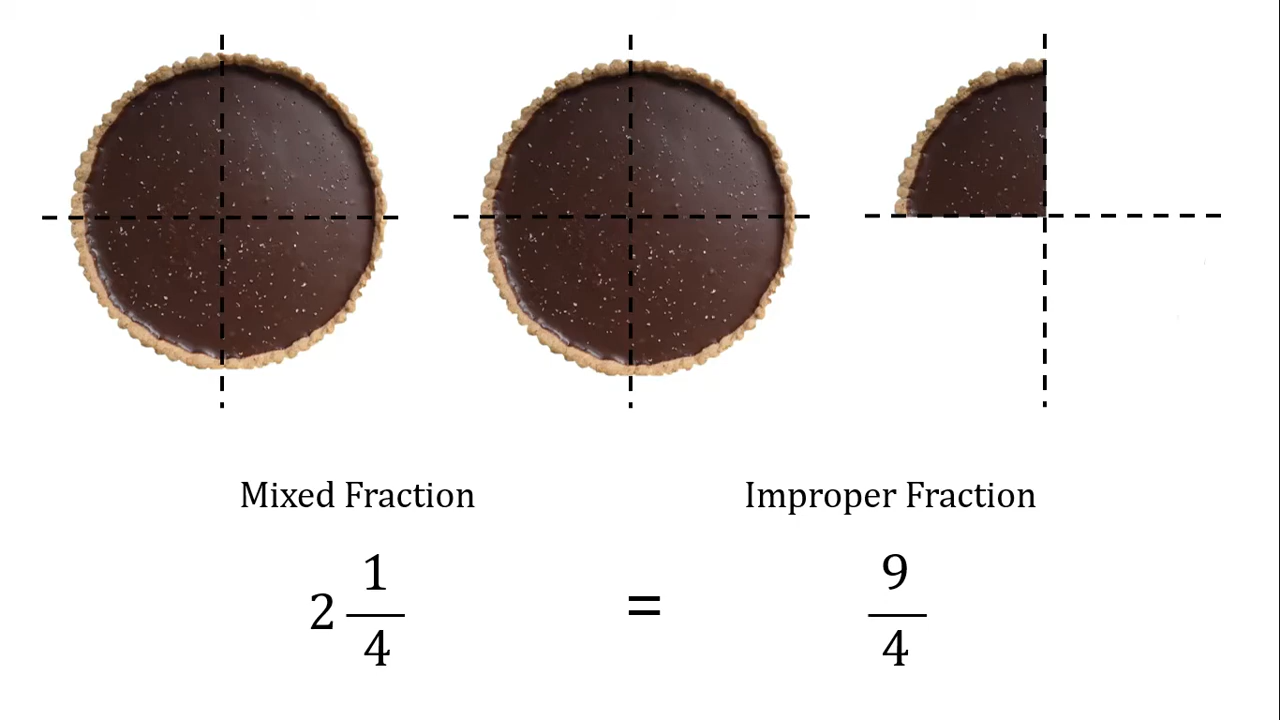 Mixed Fraction
Improper Fraction
2 1/4 = 9/4